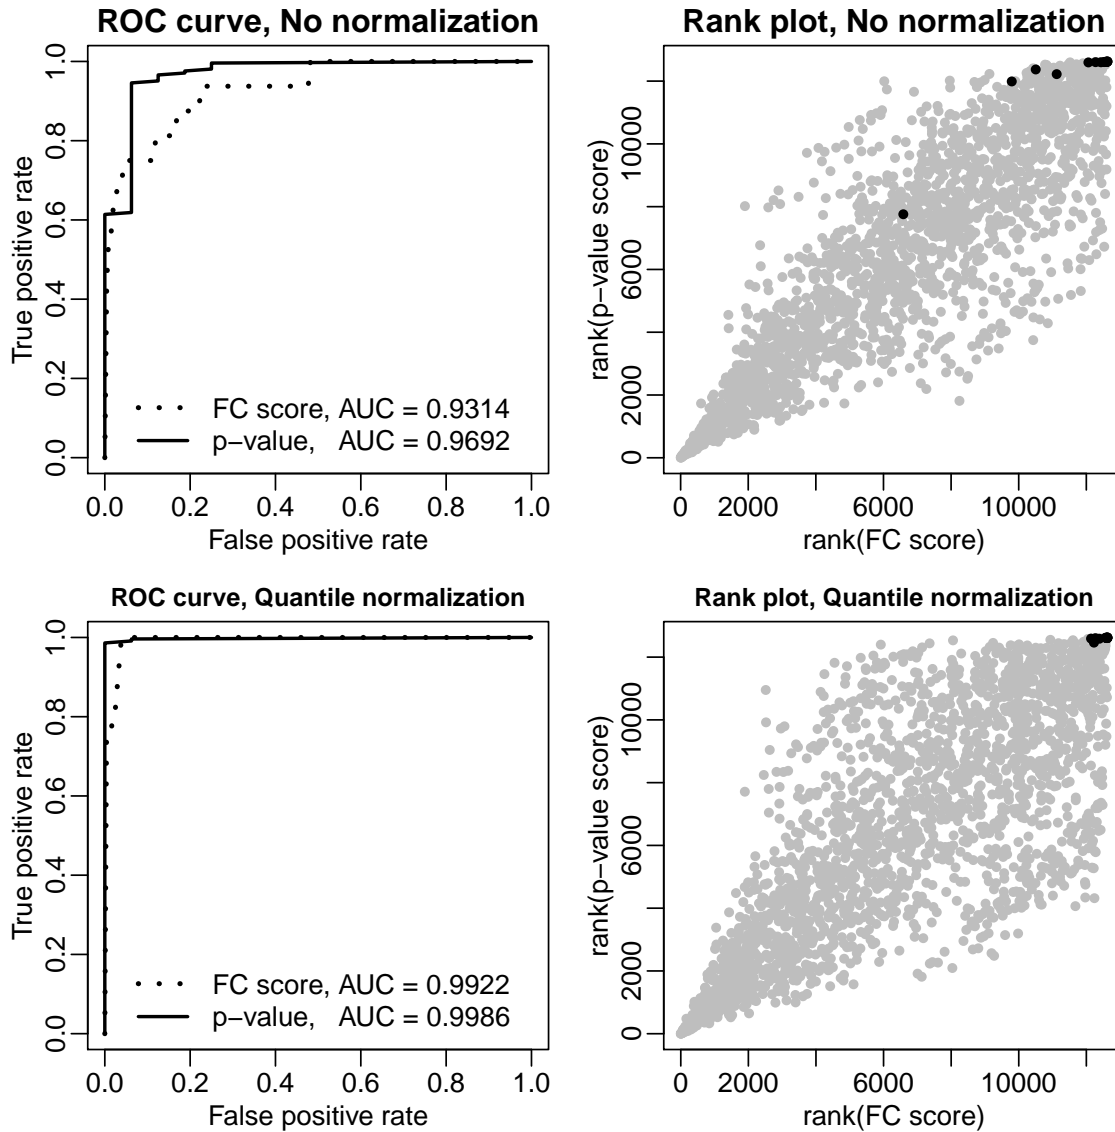 ROC curve, No normalization
True positive rate
0.0 0.2 0.4 0.6 0.8 1.0
FC score, AUC = 0.9314
p−value, AUC = 0.9692
0.0 0.2 0.4 0.6 0.8 1.0
False positive rate
Rank plot, No normalization
rank(p−value score)
0 2000 6000 10000
0 2000 6000 10000
rank(FC score)
ROC curve, Quantile normalization
True positive rate
0.0 0.2 0.4 0.6 0.8 1.0
FC score, AUC = 0.9922
p−value, AUC = 0.9986
0.0 0.2 0.4 0.6 0.8 1.0
False positive rate
Rank plot, Quantile normalization
rank(p−value score)
0 2000 6000 10000
0 2000 6000 10000
rank(FC score)